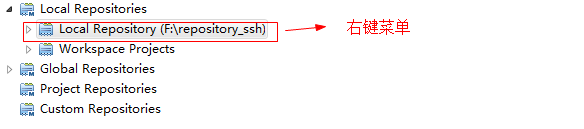 Local Repositories
Local Repository (F:\repository_ssh) 右键菜单
Workspace Projects
Global Repositories
Project Repositories
Custom Repositories